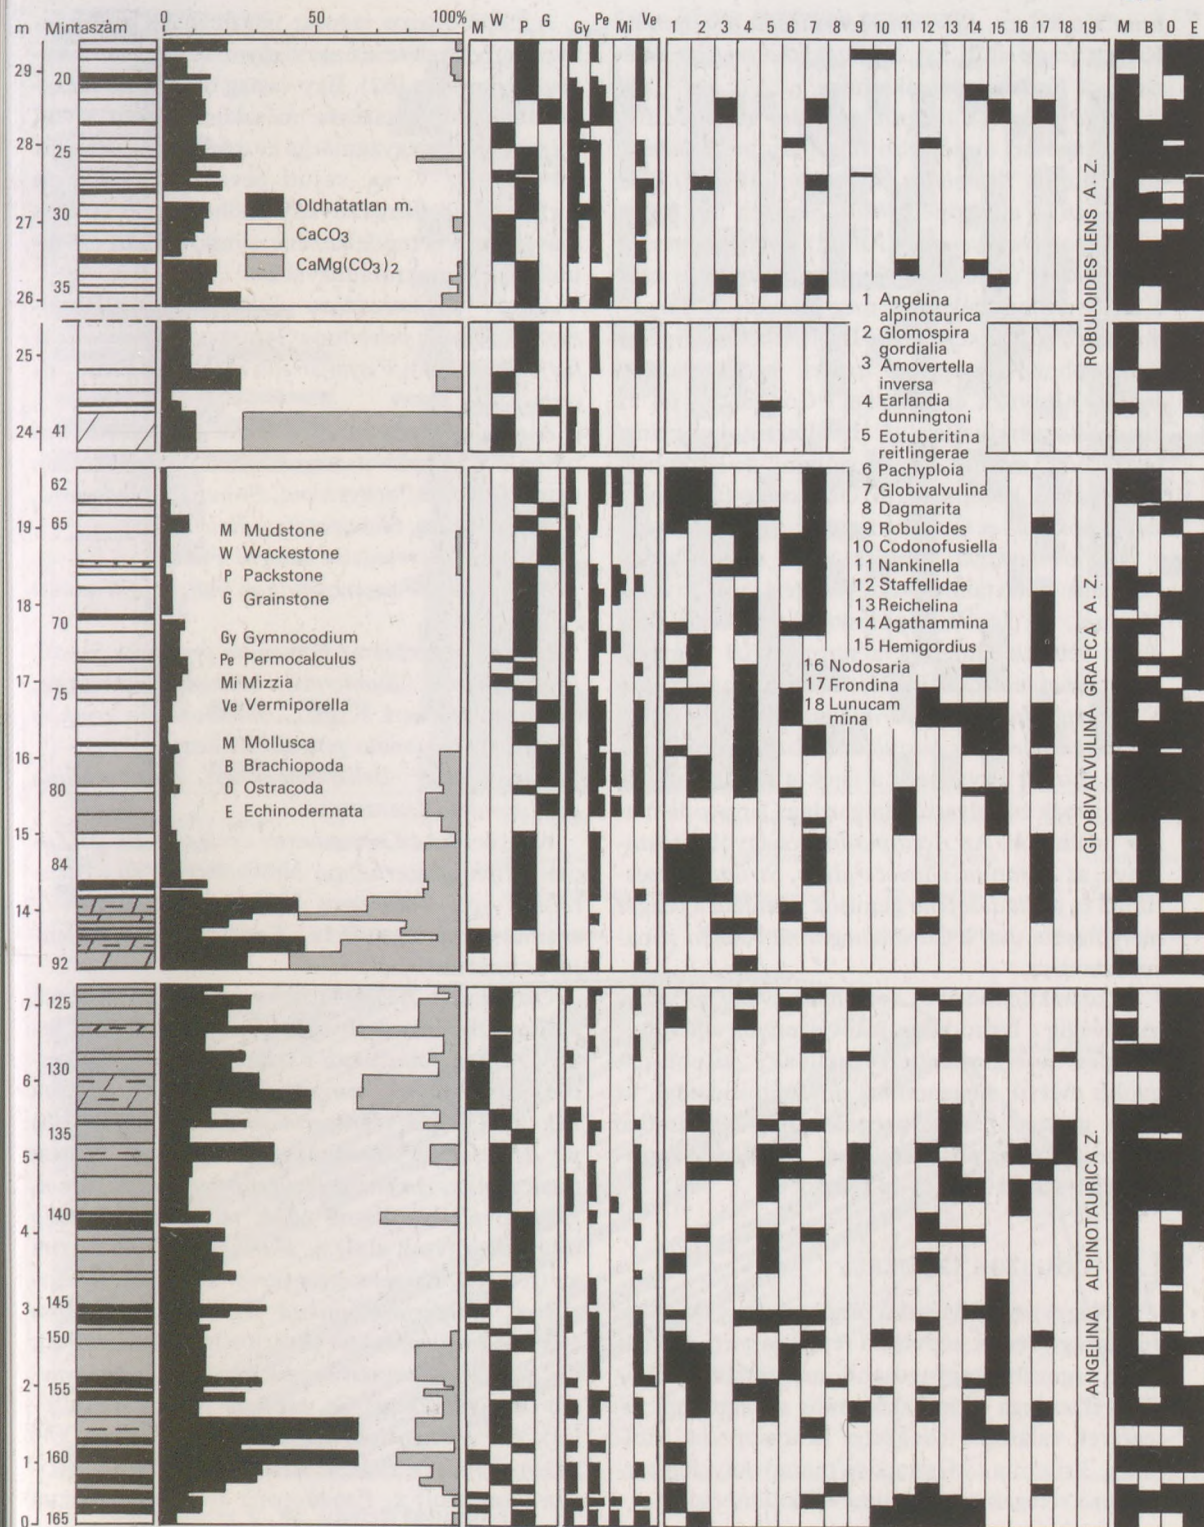 m Mintaszám 0 50 100% M W P G Gy Pe Mi Ve 1 2 3 4 5 6 7 8 9 10 11 12 13 14 15 16 17 18 19 M B O E
29
20
28
25
27
30
26
35
Oldhatatlan m.
CaCO3
CaMg(CO3)2
25
24
41
ROBULOIDES LENS A. Z.
1 Angelina
alpinotaurica
2 Glomospira
gordialia
3 Amovertella
inversa
4 Earlandia
dunningtoni
5 Eotuberitina
reitlingerae
6 Pachyploia
7 Globivalvulina
8 Dagmarita
9 Robuloides
10 Codonofusiella
11 Nankinella
12 Staffellidae
13 Reichelina
14 Agathammina
15 Hemigordius
16 Nodosaria
17 Frondina
18 Lunucam
mina
62
19
65
18
70
17
75
16
80
15
84
14
92
M Mudstone
W Wackestone
P Packstone
G Grainstone
Gy Gymnocodium
Pe Permocalculus
Mi Mizzia
Ve Vermiporella
M Mollusca
B Brachiopoda
O Ostracoda
E Echinodermata
GLOBIVALVULINA GRAECA A. Z.
7
125
6
130
135
5
140
4
145
3
150
2
155
1
160
0
165
ANGELINA ALPINOTAURICA Z.